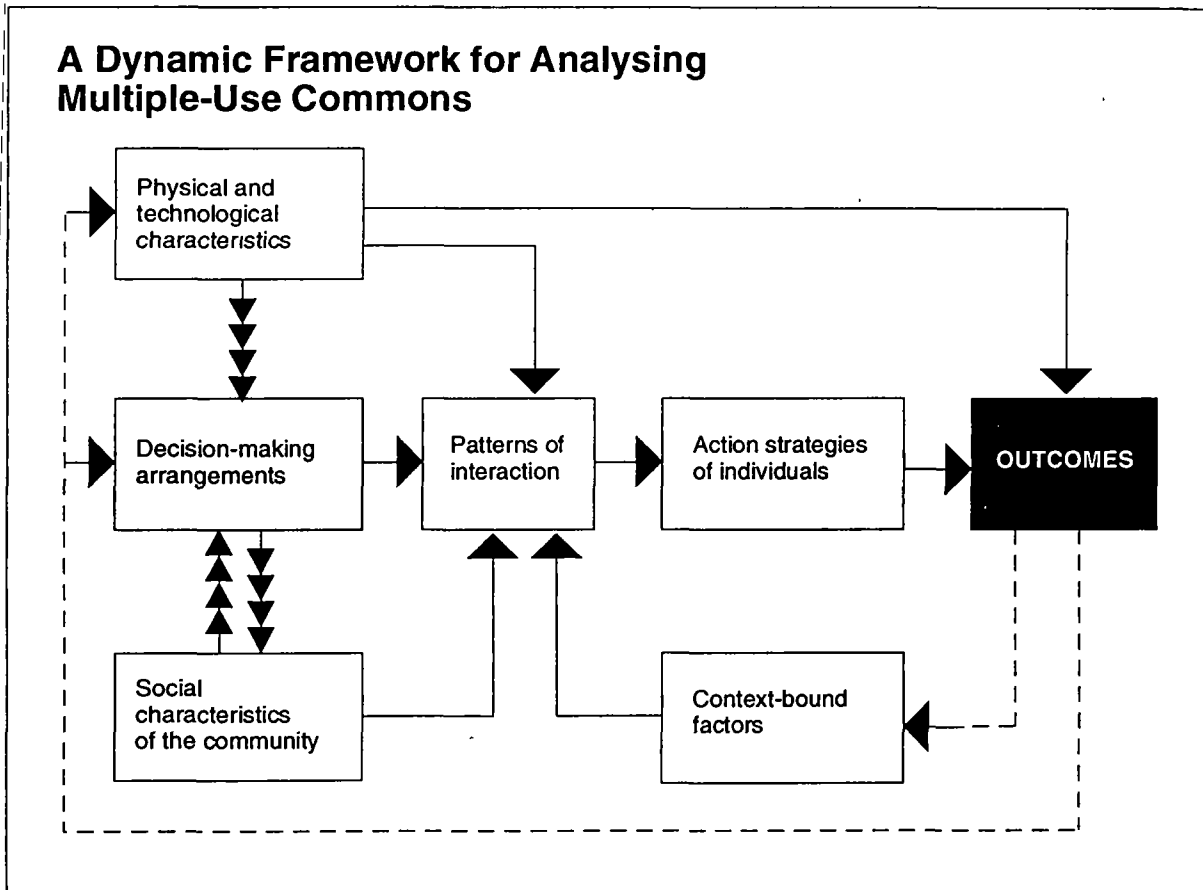 A Dynamic Framework for Analysing
Multiple-Use Commons
Physical and
technological
characteristics
Decision-making
arrangements
Patterns of
interaction
Action strategies
of individuals
OUTCOMES
Social
characteristics
of the community
Context-bound
factors